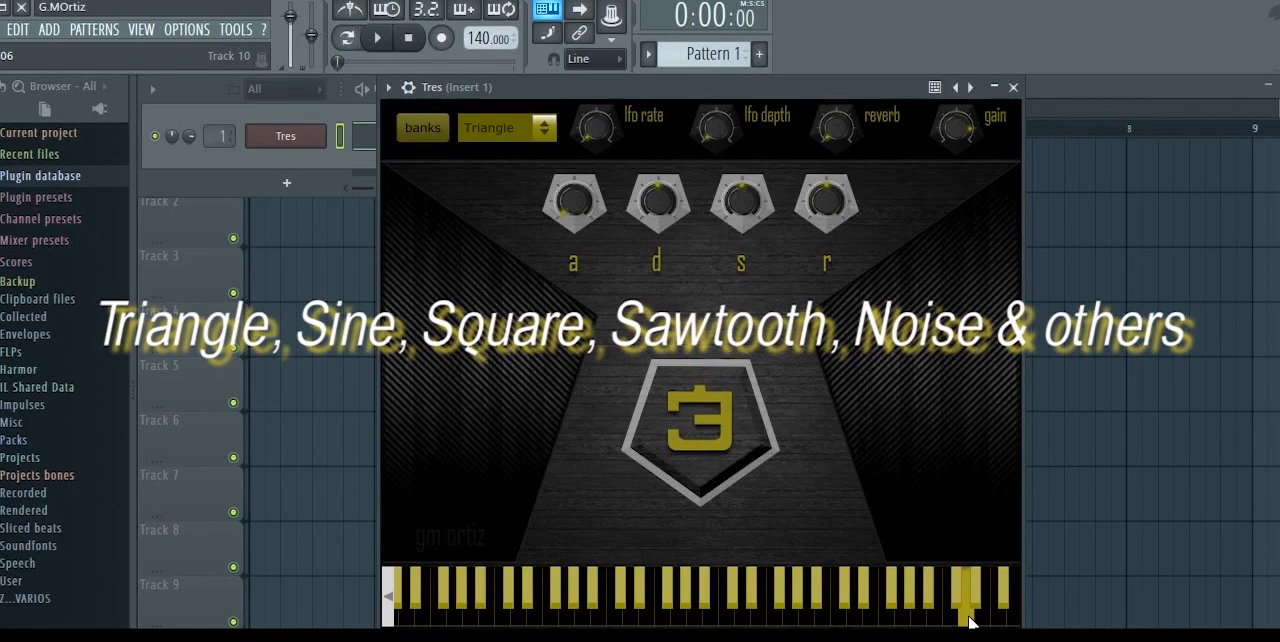 G.MOrtiz
3.2.
0:00:00
M:S:CS
EDIT ADD PATTERNS VIEW OPTIONS TOOLS ?
140.000
06
Track 10
Line
Pattern 1
Browser - All
All
Tres (Insert 1)
Current project
Recent files
Plugin database
Plugin presets
Channel presets
Mixer presets
Scores
Backup
Clipboard files
Collected
Envelopes
FLPs
Harmor
IL Shared Data
Impulses
Misc
Packs
Projects
Projects bones
Recorded
Rendered
Sliced beats
Soundfonts
Speech
User
Z...VARIOS
1
Tres
+
Track 2
Track 3
Track 5
Track 6
Track 7
Track 8
Track 9
banks
Triangle
lfo rate
lfo depth
reverb
gain
8
9
a d s r
Triangle, Sine, Square, Sawtooth, Noise & others
3
gm ortiz